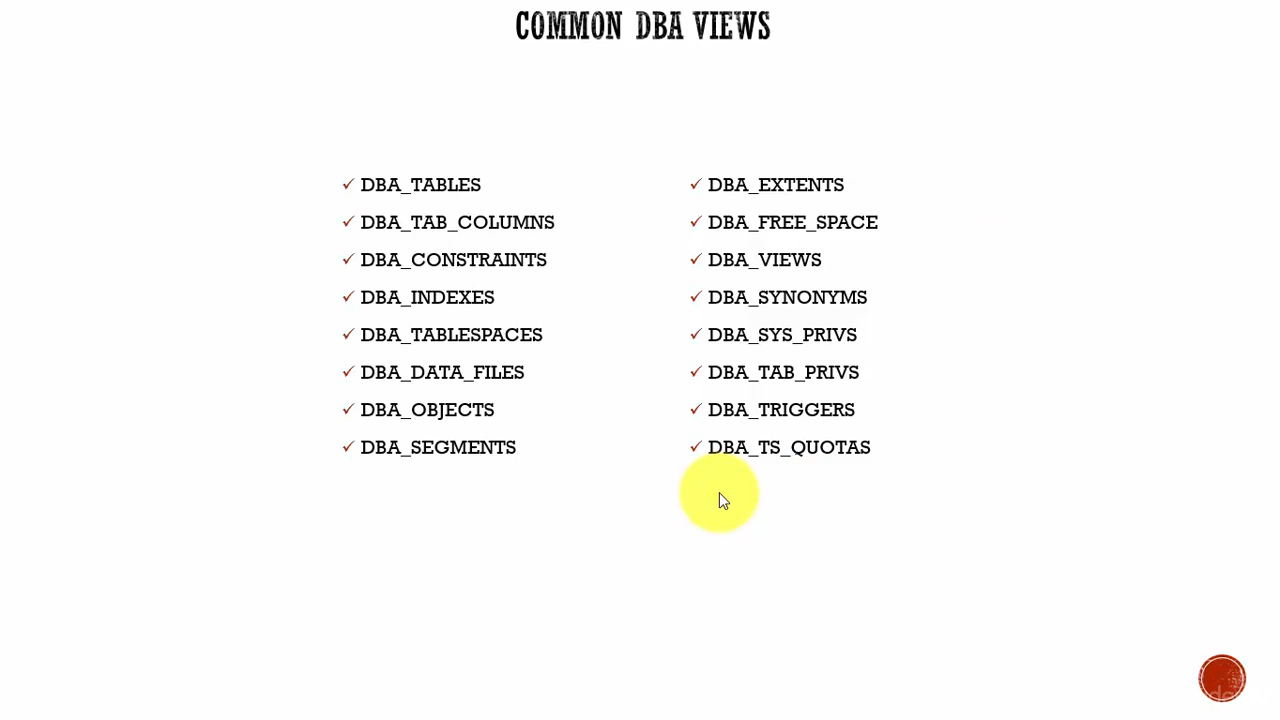 COMMON DBA VIEWS
DBA_TABLES
DBA_TAB_COLUMNS
DBA_CONSTRAINTS
DBA_INDEXES
DBA_TABLESPACES
DBA_DATA_FILES
DBA_OBJECTS
DBA_SEGMENTS
DBA_EXTENTS
DBA_FREE_SPACE
DBA_VIEWS
DBA_SYNONYMS
DBA_SYS_PRIVS
DBA_TAB_PRIVS
DBA_TRIGGERS
DBA_TS_QUOTAS